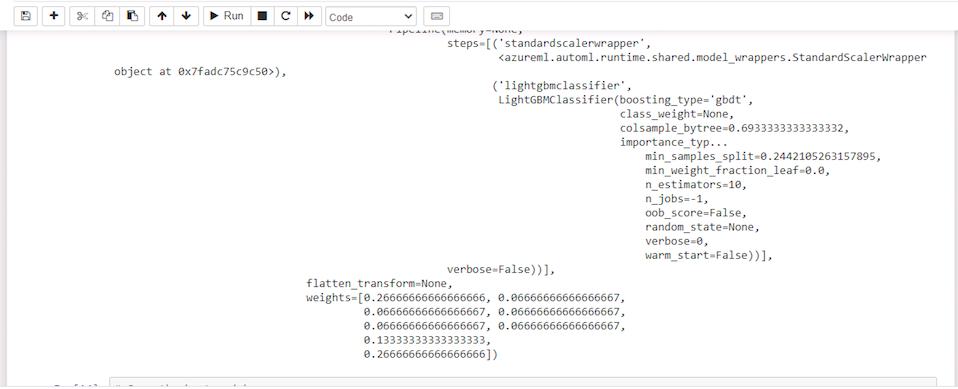 Run
Code
Pipeline(memory=None,
steps=[('standardscalerwrapper',
<azureml.automl.runtime.shared.model_wrappers.StandardScalerWrapper
object at 0x7fadc75c9c50>),
('lightgbmclassifier',
LightGBMClassifier(boosting_type='gbdt',
class_weight=None,
colsample_bytree=0.6933333333333332,
importance_typ...
min_samples_split=0.2442105263157895,
min_weight_fraction_leaf=0.0,
n_estimators=10,
n_jobs=-1,
oob_score=False,
random_state=None,
verbose=0,
warm_start=False))],
verbose=False))],
flatten_transform=None,
weights=[0.26666666666666666, 0.06666666666666667,
0.06666666666666667, 0.06666666666666667,
0.06666666666666667, 0.06666666666666667,
0.13333333333333333,
0.26666666666666666])